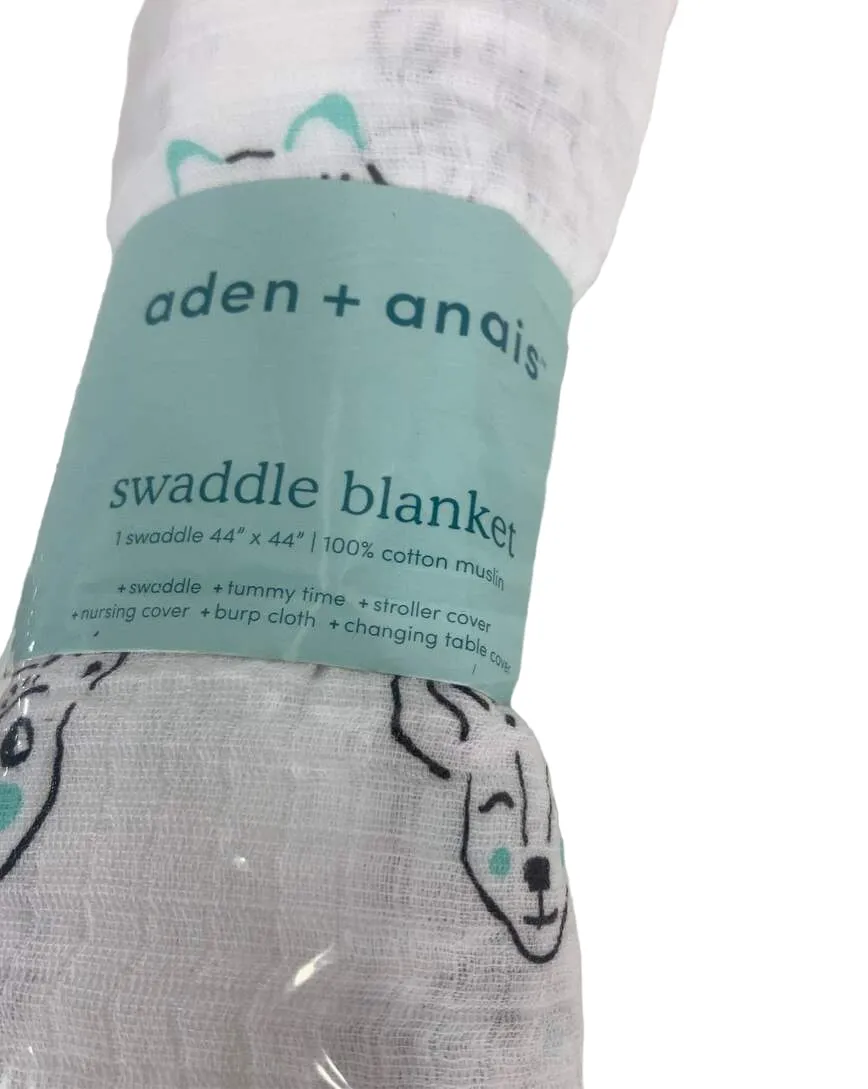 aden + anais™
swaddle blanket
1 swaddle 44" x 44" | 100% cotton muslin
+swaddle +tummy time +stroller cover
+nursing cover +burp cloth +changing table cover